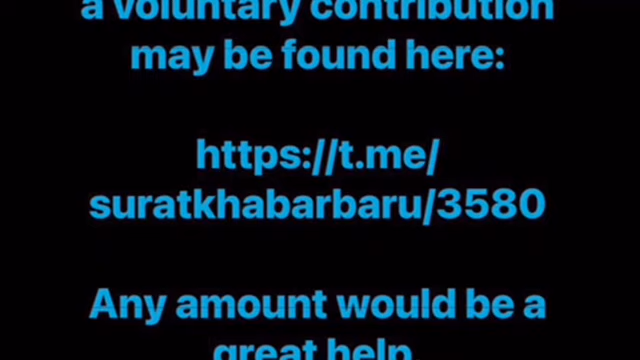 a voluntary contribution
may be found here:
https://t.me/
suratkhabarbaru/3580
Any amount would be a
great help